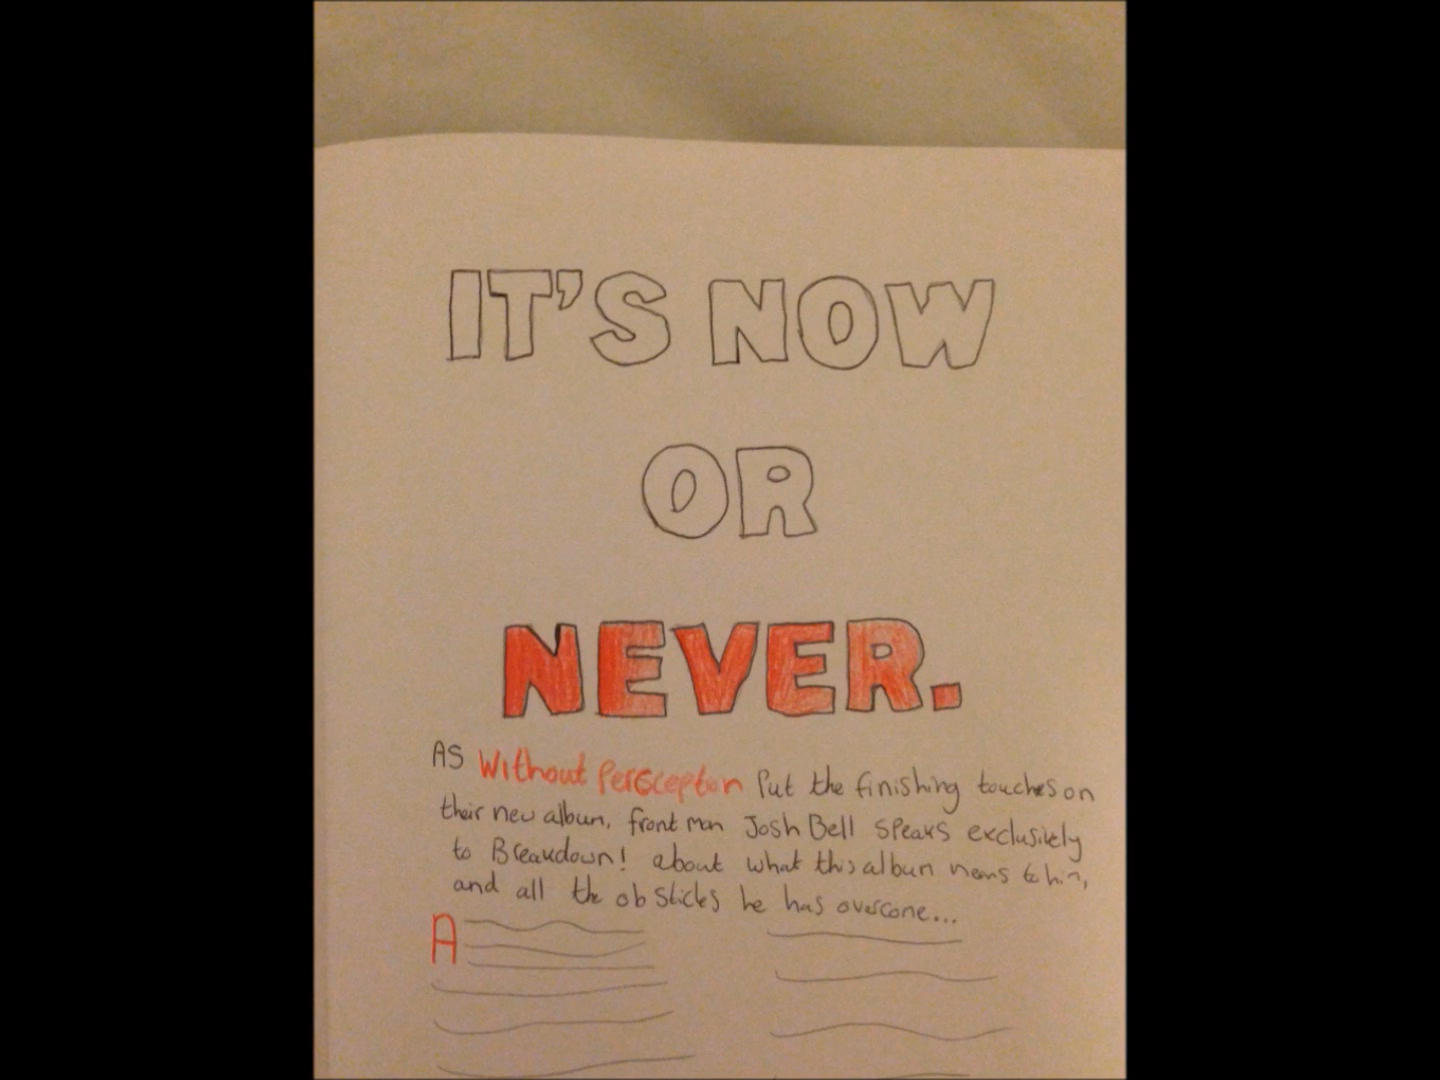 IT'S NOW
OR
NEVER.
As Without Persception Put the finishing touches on
their new album, front man Josh Bell speaks exclusively
to Breakdown! about what this album means to him,
and all the obsticles he has overcome...
A